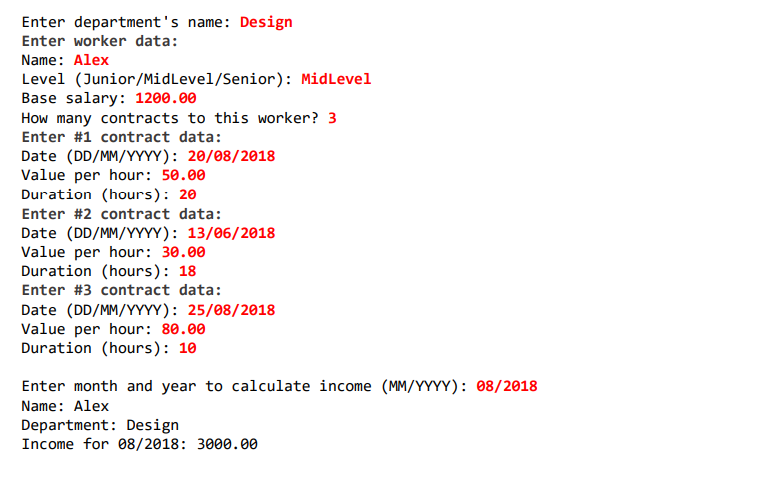 Enter department's name: Design
Enter worker data:
Name: Alex
Level (Junior/MidLevel/Senior): MidLevel
Base salary: 1200.00
How many contracts to this worker? 3
Enter #1 contract data:
Date (DD/MM/YYYY): 20/08/2018
Value per hour: 50.00
Duration (hours): 20
Enter #2 contract data:
Date (DD/MM/YYYY): 13/06/2018
Value per hour: 30.00
Duration (hours): 18
Enter #3 contract data:
Date (DD/MM/YYYY): 25/08/2018
Value per hour: 80.00
Duration (hours): 10
Enter month and year to calculate income (MM/YYYY): 08/2018
Name: Alex
Department: Design
Income for 08/2018: 3000.00